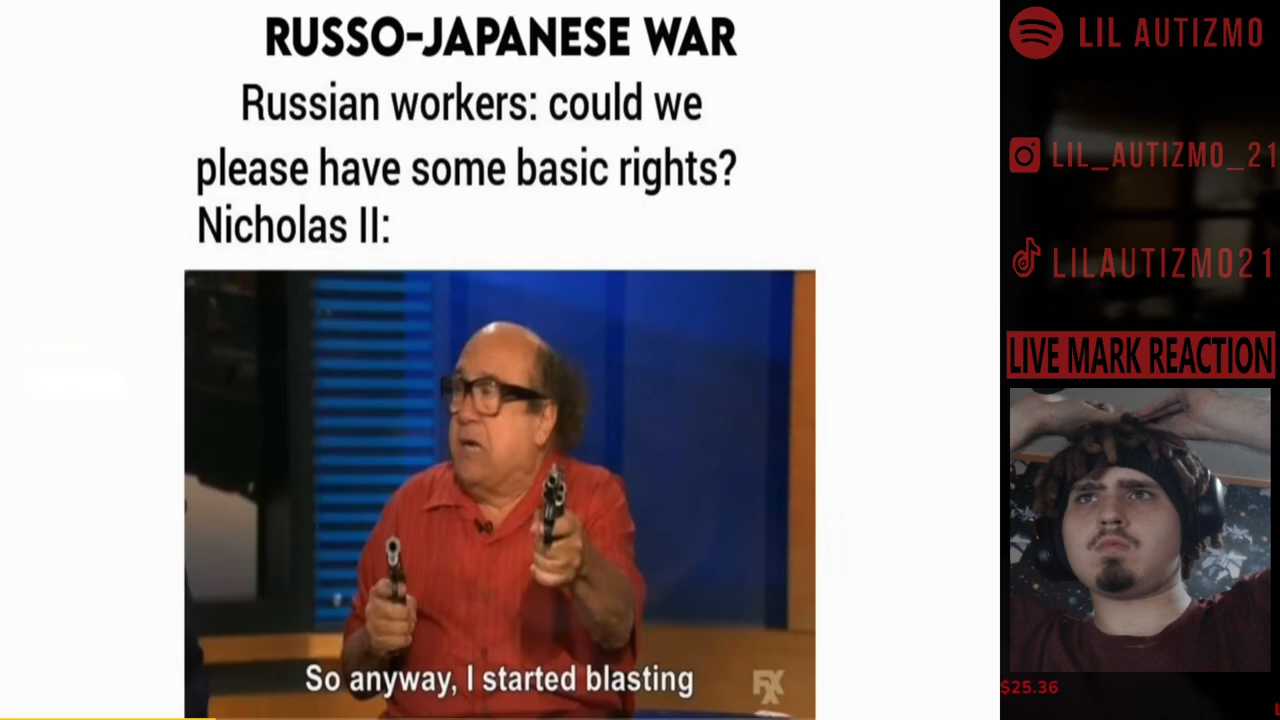 RUSSO-JAPANESE WAR
Russian workers: could we
please have some basic rights?
Nicholas II:
So anyway, I started blasting
FX
LIL AUTIZMO
LIL_AUTIZMO_21
LILAUTIZMO21
LIVE MARK REACTION
$25.36